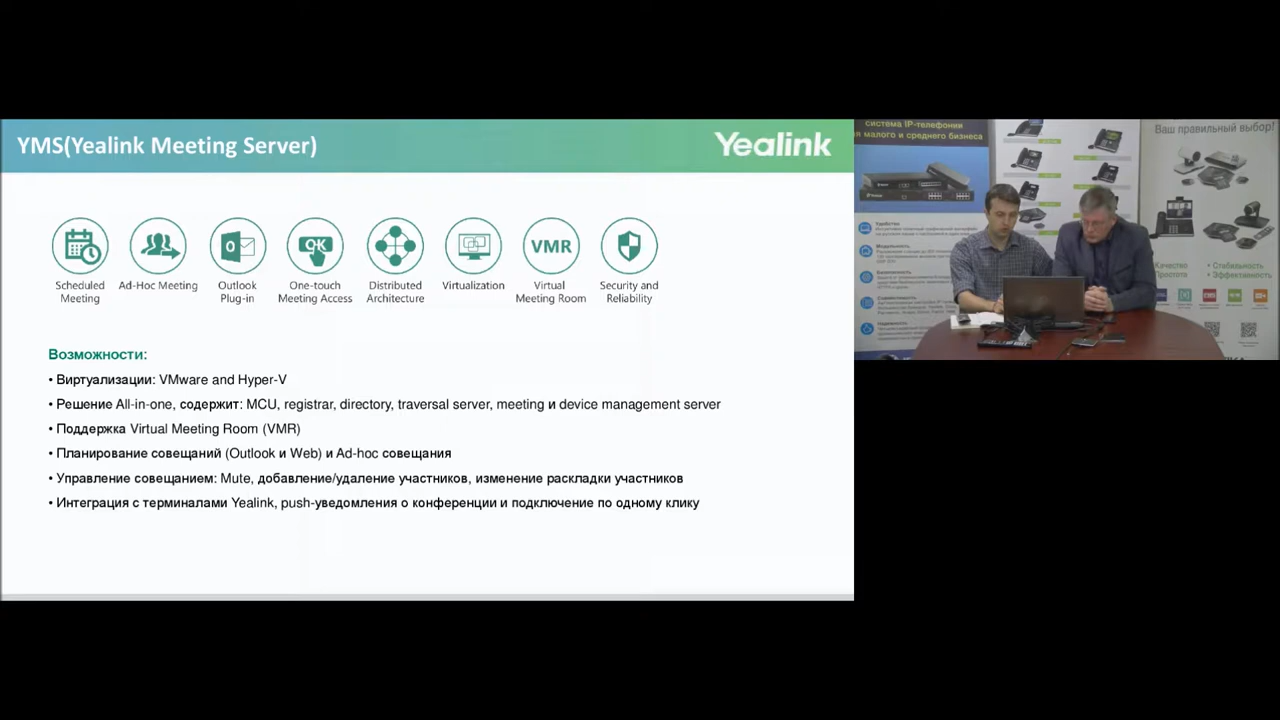 YMS(Yealink Meeting Server)
Yealink
OK
VMR
Scheduled
Meeting
Ad-Hoc Meeting
Outlook
Plug-in
One-touch
Meeting Access
Distributed
Architecture
Virtualization
Virtual
Meeting Room
Security and
Reliability
Возможности:
• Виртуализации: VMware and Hyper-V
• Решение All-in-one, содержит: MCU, registrar, directory, traversal server, meeting и device management server
• Поддержка Virtual Meeting Room (VMR)
• Планирование совещаний (Outlook и Web) и Ad-hoc совещания
• Управление совещанием: Mute, добавление/удаление участников, изменение раскладки участников
• Интеграция с терминалами Yealink, push-уведомления о конференции и подключение по одному клику
система IP-телефонии
малого и среднего бизнеса
Ваш правильный выбор!
Качество
Простота
• Стабильность
• Эффективность